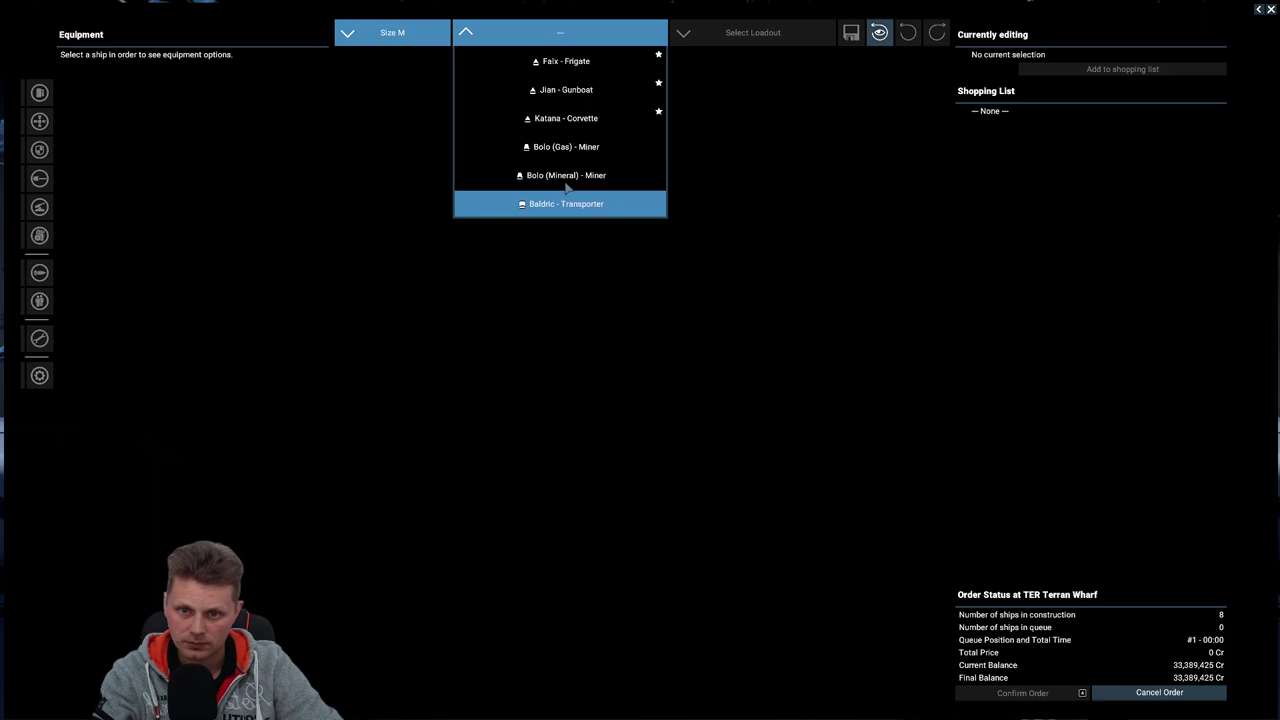 Equipment
Select a ship in order to see equipment options.
Size M
---
Select Loadout
Falx - Frigate
Jian - Gunboat
Katana - Corvette
Bolo (Gas) - Miner
Bolo (Mineral) - Miner
Baldric - Transporter
Currently editing
No current selection
Add to shopping list
Shopping List
--- None ---
Order Status at TER Terran Wharf
Number of ships in construction 8
Number of ships in queue 0
Queue Position and Total Time #1 - 00:00
Total Price 0 Cr
Current Balance 33,389,425 Cr
Final Balance 33,389,425 Cr
Confirm Order
Cancel Order